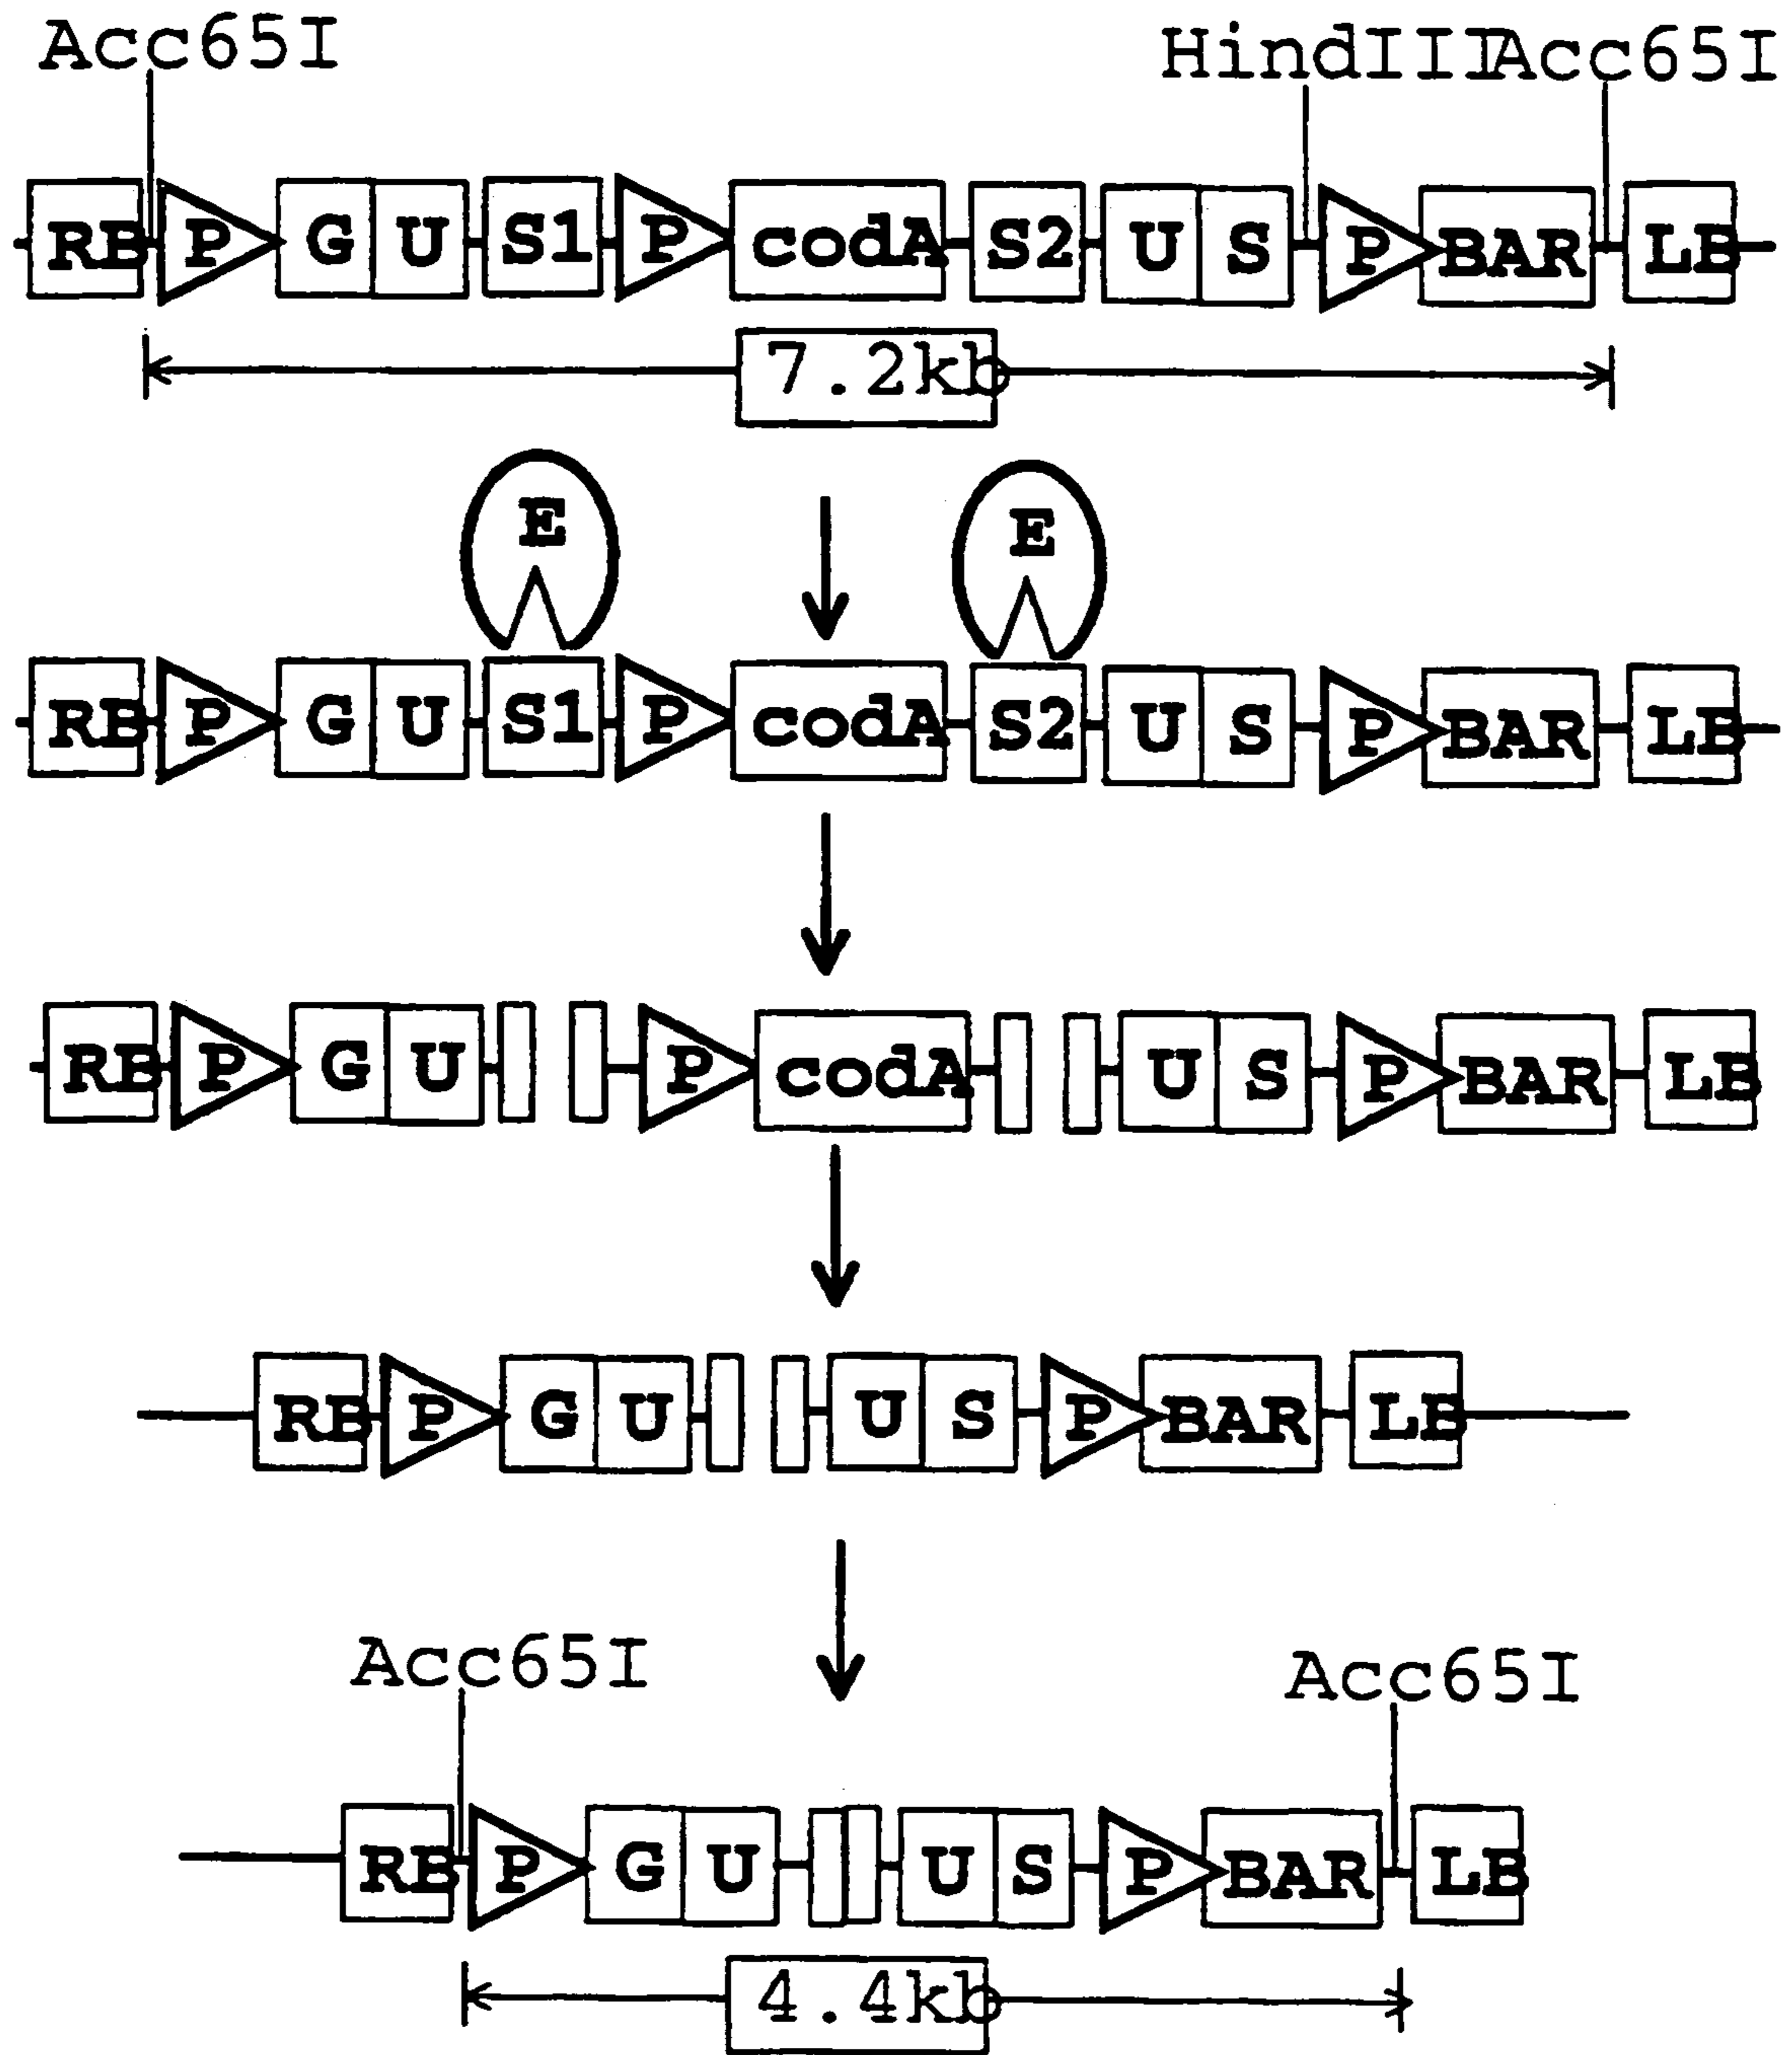 Acc65I HindIII Acc65I
RB P G U S1 P codA S2 U S P BAR LB
7.2kb
E E
RB P G U S1 P codA S2 U S P BAR LB
RB P G U P codA U S P BAR LB
RB P G U U S P BAR LB
Acc65I Acc65I
RB P G U U S P BAR LB
4.4kb